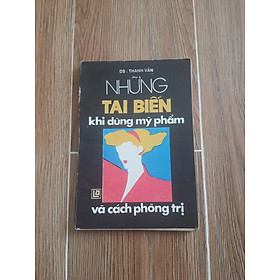 DS : THANH VÂN
NHỮNG
TAI BIẾN
khi dùng mỹ phẩm
và cách phòng trị